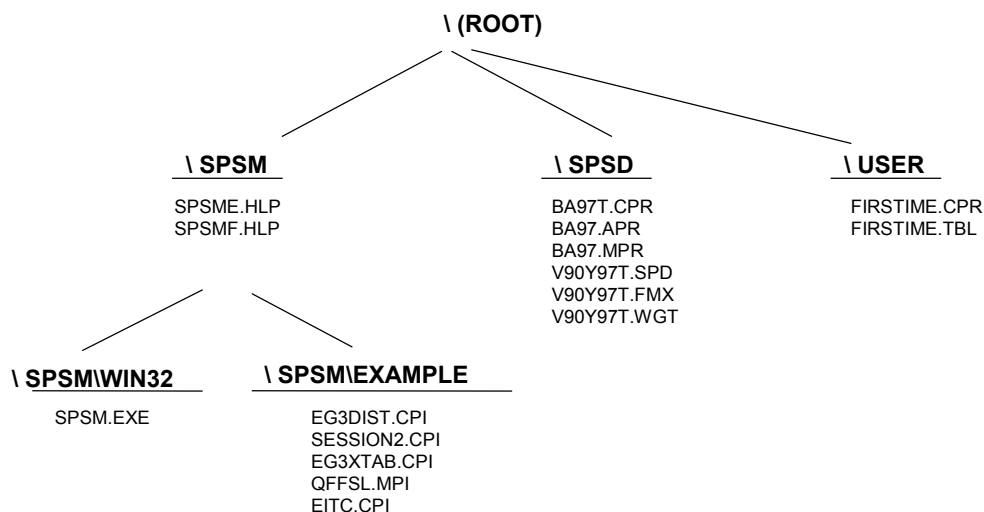 \ (ROOT)
\ SPSM
SPSME.HLP
SPSMF.HLP
\ SPSD
BA97T.CPR
BA97.APR
BA97.MPR
V90Y97T.SPD
V90Y97T.FMX
V90Y97T.WGT
\ USER
FIRSTIME.CPR
FIRSTIME.TBL
\ SPSM\WIN32
SPSM.EXE
\ SPSM\EXAMPLE
EG3DIST.CPI
SESSION2.CPI
EG3XTAB.CPI
QFFSL.MPI
EITC.CPI